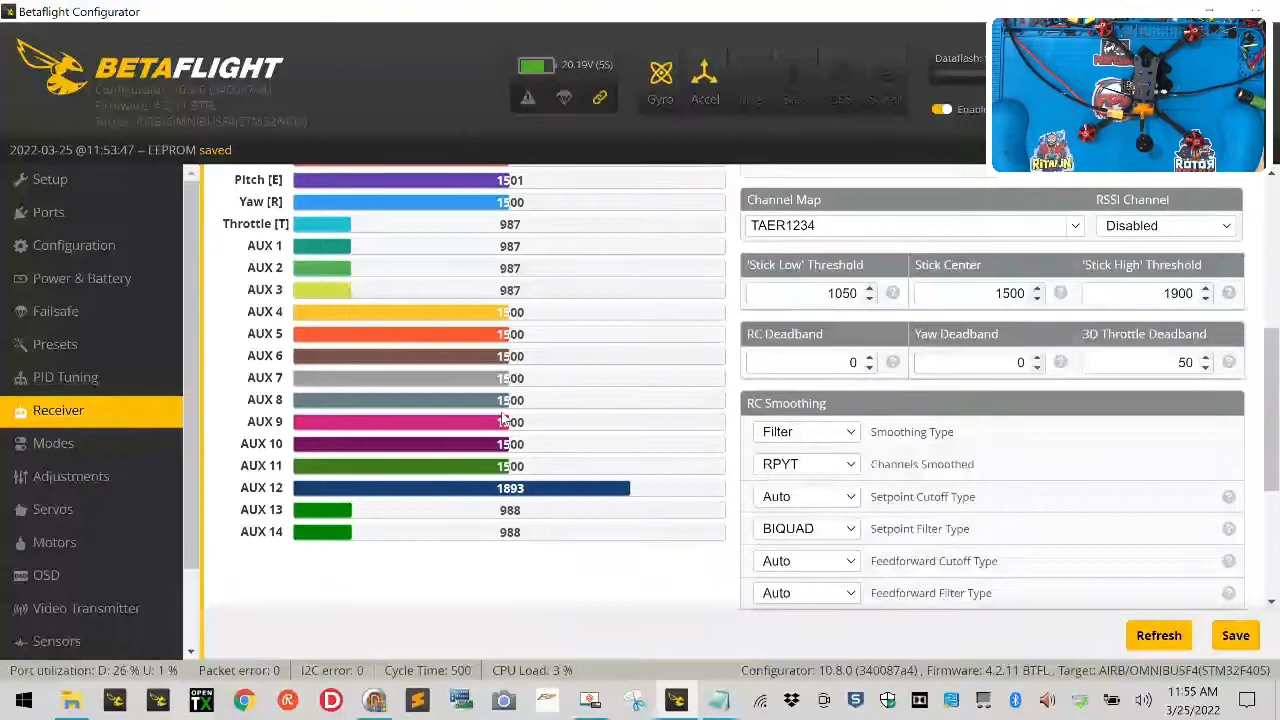 Betaflight Configurator
BETAFLIGHT
20.19V (5S)
Gyro
Accel
Dataflash:
Enable
2022-03-25 @11:53:47 -- EEPROM saved
RITALIN
ROTOR
Setup
Ports
Configuration
Power & Battery
Failsafe
Presets
PID Tuning
Receiver
Modes
Adjustments
Servos
Motors
OSD
Video Transmitter
Sensors
Pitch [E] 1501
Yaw [R] 1500
Throttle [T] 987
AUX 1 987
AUX 2 987
AUX 3 987
AUX 4 1500
AUX 5 1500
AUX 6 1500
AUX 7 1500
AUX 8 1500
AUX 9 1500
AUX 10 1500
AUX 11 1500
AUX 12 1893
AUX 13 988
AUX 14 988
Channel Map RSSI Channel
TAER1234 Disabled
'Stick Low' Threshold Stick Center 'Stick High' Threshold
1050 1500 1900
RC Deadband Yaw Deadband 3D Throttle Deadband
0 0 50
RC Smoothing
Filter Smoothing Type
RPYT Channels Smoothed
Auto Setpoint Cutoff Type
BIQUAD Setpoint Filter Type
Auto Feedforward Cutoff Type
Auto Feedforward Filter Type
Refresh Save
Port utilization: D: 26 % U: 1 % Packet error: 0 I2C error: 0 Cycle Time: 500 CPU Load: 3 % Configurator: 10.8.0 (340087a4) , Firmware: 4.2.11 BTFL, Target: AIRB/OMNIBUSF4(STM32F405)
OPEN
TX
11:55 AM
3/25/2022